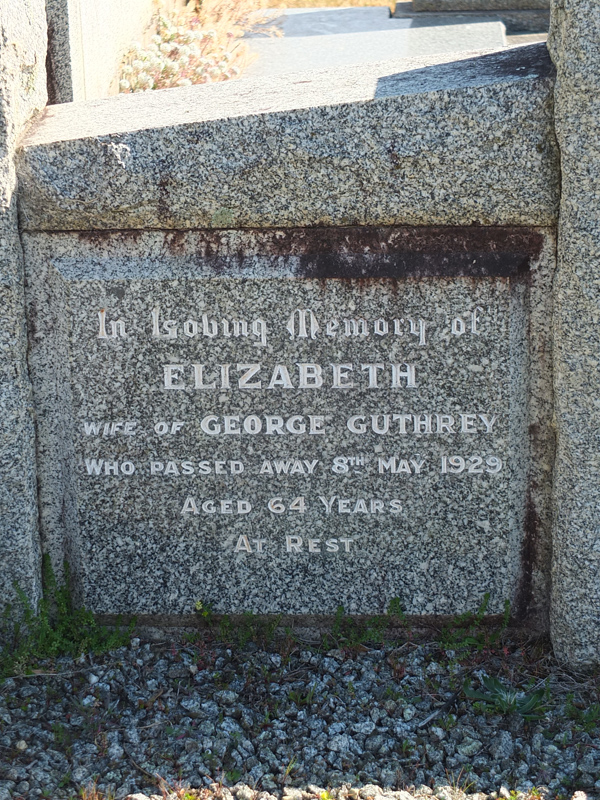 In Loving Memory of
ELIZABETH
WIFE OF GEORGE GUTHREY
WHO PASSED AWAY 8TH MAY 1929
AGED 64 YEARS
AT REST